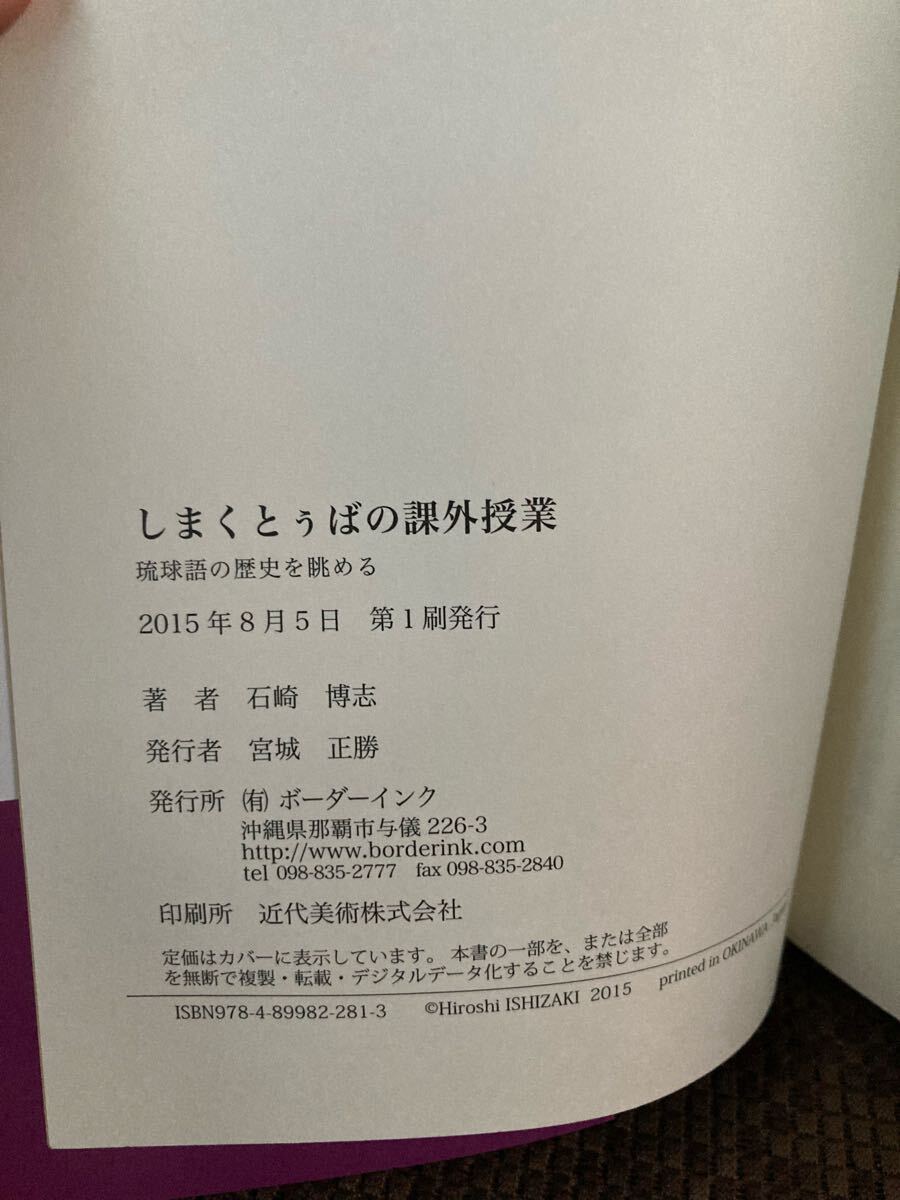 しまくとぅばの課外授業
琉球語の歴史を眺める
2015年8月5日　第1刷発行
著　者　石崎　博志
発行者　宮城　正勝
発行所　㈲ ボーダーインク
沖縄県那覇市与儀 226-3
http://www.borderink.com
tel 098-835-2777　fax 098-835-2840
印刷所　近代美術株式会社
定価はカバーに表示しています。本書の一部を、または全部
を無断で複製・転載・デジタルデータ化することを禁じます。
ISBN978-4-89982-281-3　©Hiroshi ISHIZAKI 2015　printed in OKINAWA